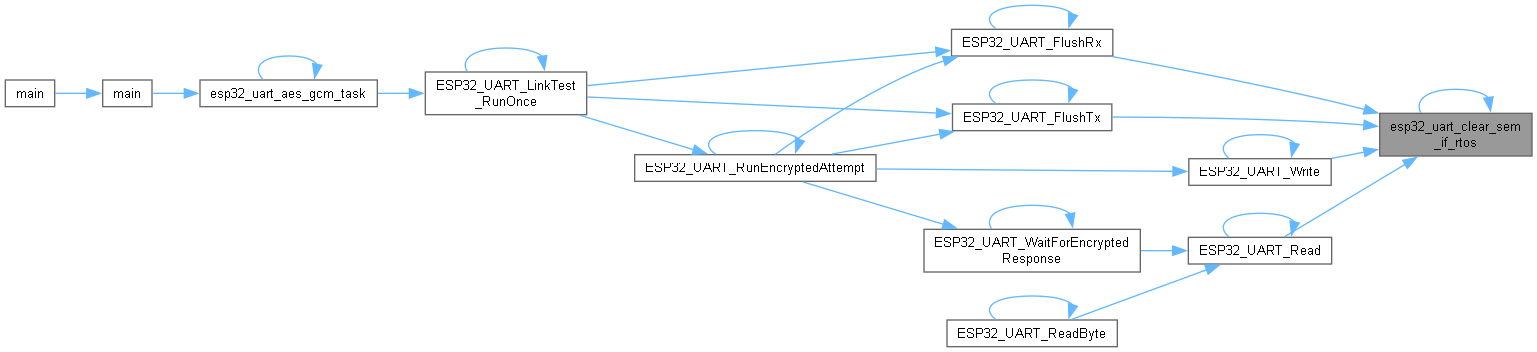 main
main
esp32_uart_aes_gcm_task
ESP32_UART_LinkTest
_RunOnce
ESP32_UART_FlushRx
ESP32_UART_FlushTx
ESP32_UART_RunEncryptedAttempt
ESP32_UART_Write
ESP32_UART_WaitForEncrypted
Response
ESP32_UART_Read
ESP32_UART_ReadByte
esp32_uart_clear_sem
_if_rtos